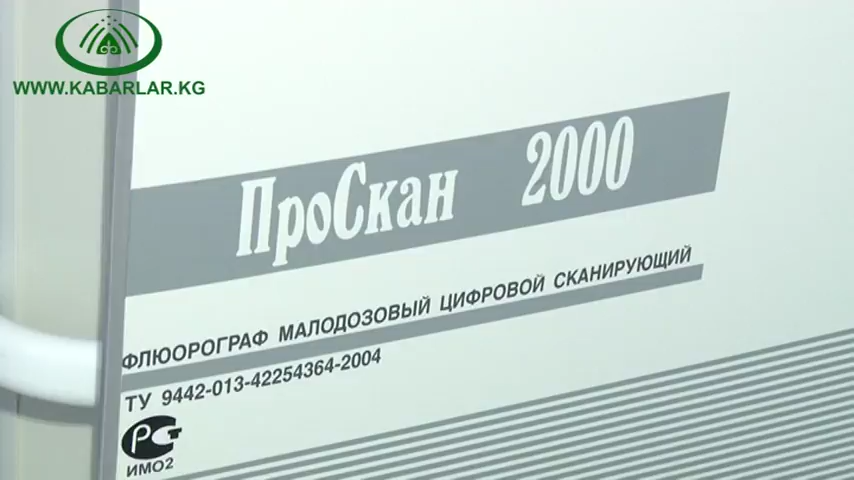 WWW.KABARLAR.KG
ПроСкан 2000
ФЛЮОРОГРАФ МАЛОДОЗОВЫЙ ЦИФРОВОЙ СКАНИРУЮЩИЙ
ТУ 9442-013-42254364-2004
РСТ
ИМО2